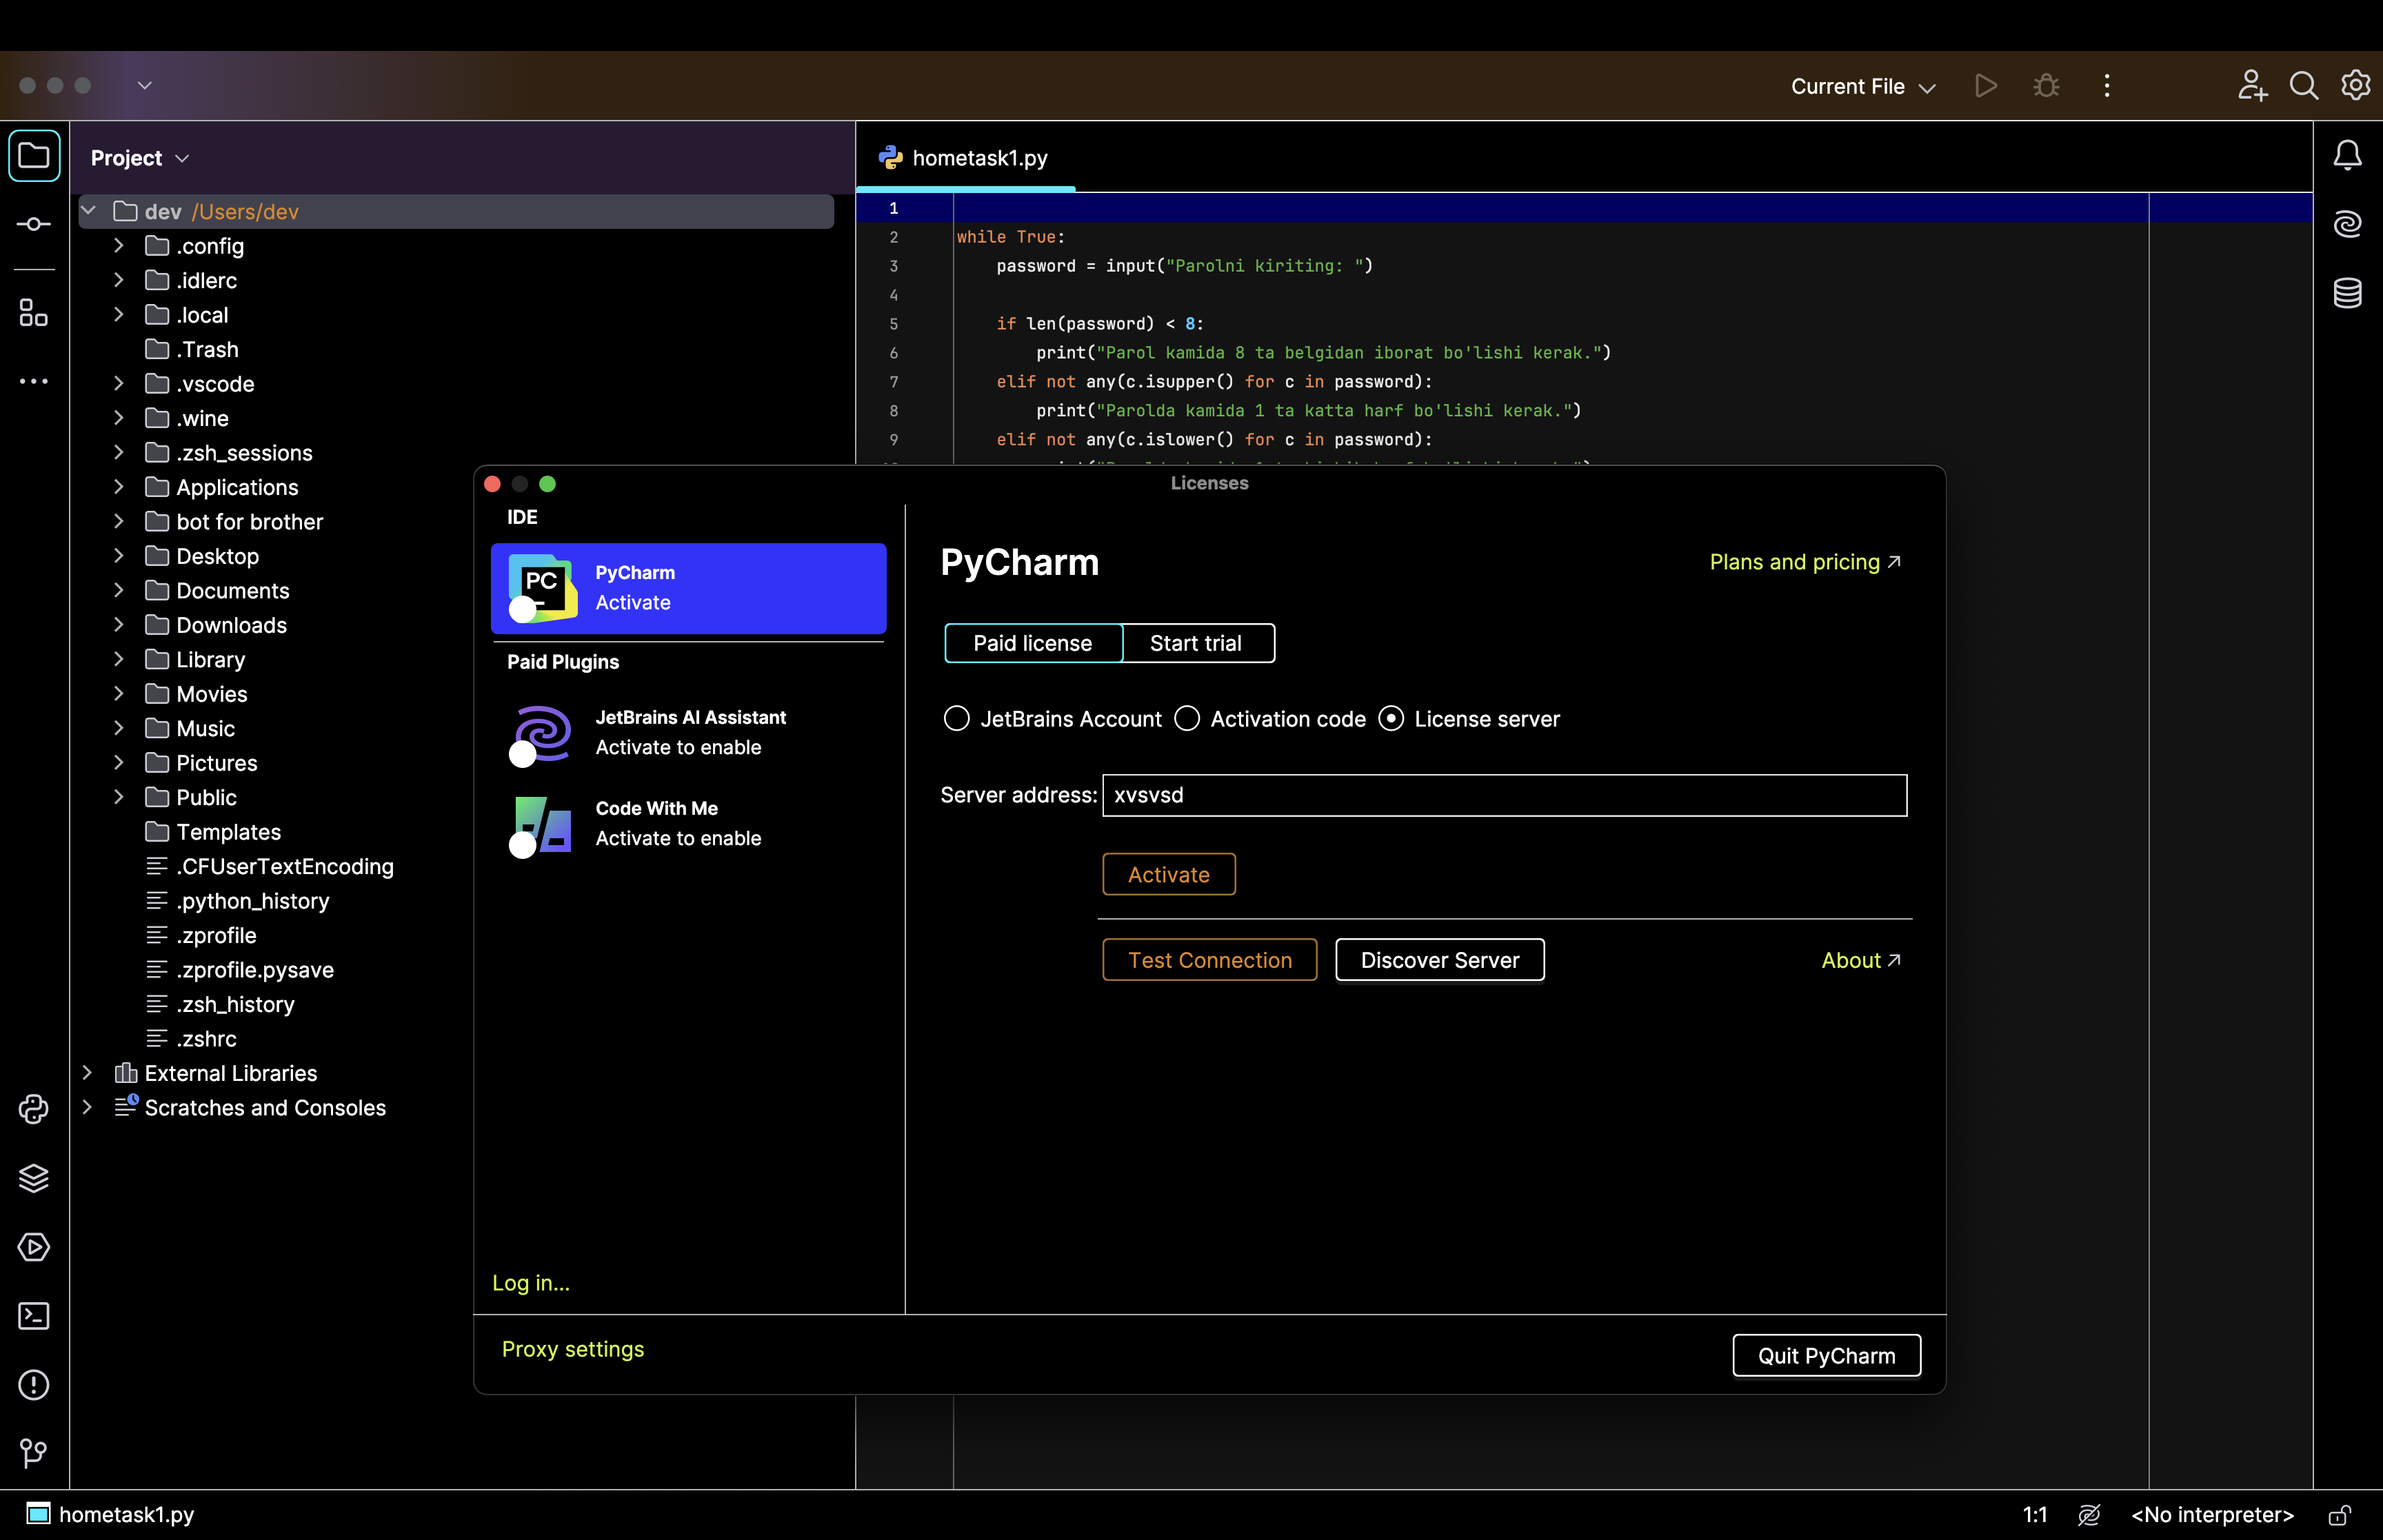 Current File
Project
dev /Users/dev
.config
.idlerc
.local
.Trash
.vscode
.wine
.zsh_sessions
Applications
bot for brother
Desktop
Documents
Downloads
Library
Movies
Music
Pictures
Public
Templates
.CFUserTextEncoding
.python_history
.zprofile
.zprofile.pysave
.zsh_history
.zshrc
External Libraries
Scratches and Consoles
hometask1.py
1
2 while True:
3 password = input("Parolni kiriting: ")
4
5 if len(password) < 8:
6 print("Parol kamida 8 ta belgidan iborat bo'lishi kerak.")
7 elif not any(c.isupper() for c in password):
8 print("Parolda kamida 1 ta katta harf bo'lishi kerak.")
9 elif not any(c.islower() for c in password):
Licenses
IDE
PC
PyCharm
Activate
Paid Plugins
JetBrains AI Assistant
Activate to enable
Code With Me
Activate to enable
Log in...
PyCharm
Plans and pricing
Paid license Start trial
JetBrains Account Activation code License server
Server address: xvsvsd
Activate
Test Connection Discover Server About
Proxy settings
Quit PyCharm
hometask1.py
1:1 <No interpreter>